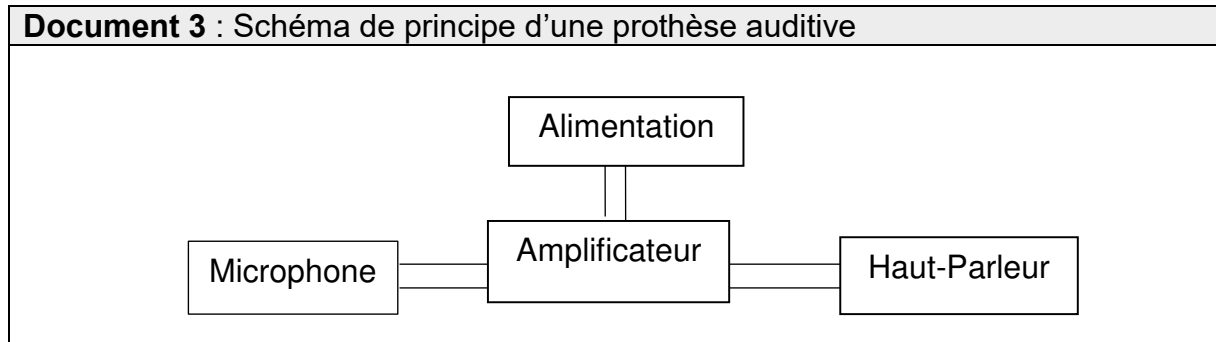 Document 3 : Schéma de principe d’une prothèse auditive
Alimentation
Microphone
Amplificateur
Haut-Parleur